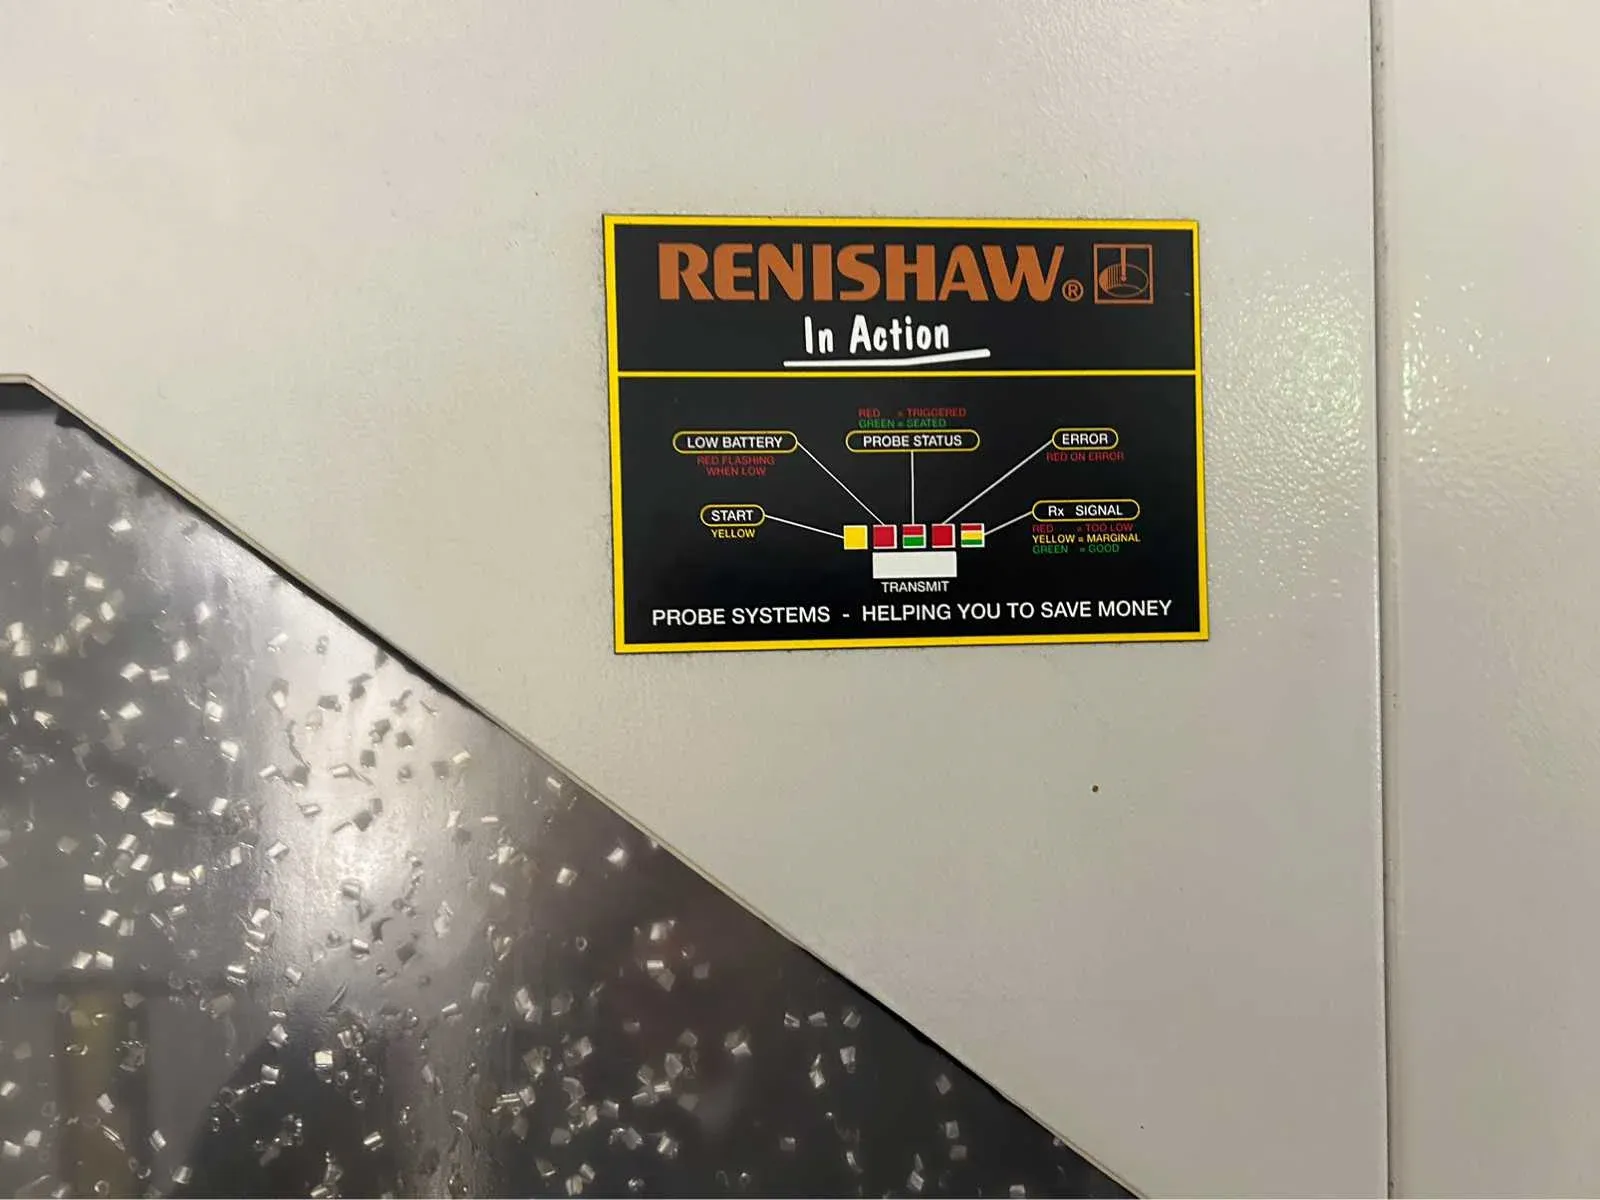 RENISHAW®
In Action
RED = TRIGGERED
GREEN = SEATED
LOW BATTERY
PROBE STATUS
ERROR
RED FLASHING
WHEN LOW
RED ON ERROR
START
YELLOW
Rx SIGNAL
RED = TOO LOW
YELLOW = MARGINAL
GREEN = GOOD
TRANSMIT
PROBE SYSTEMS - HELPING YOU TO SAVE MONEY